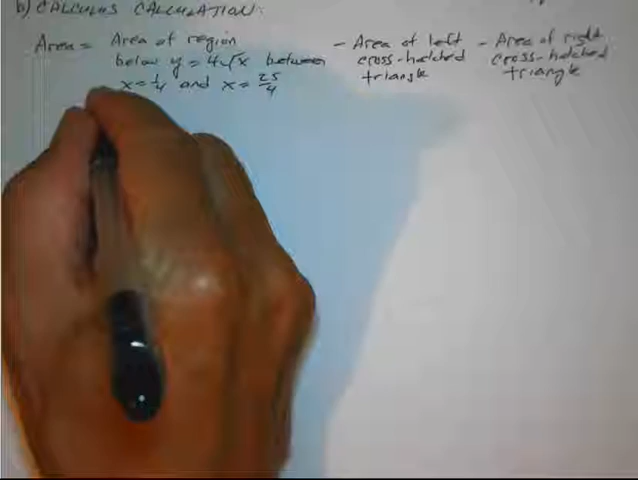 b) CALCULUS CALCULATION:
Area = Area of region - Area of left - Area of right
below y = 4√x between cross-hatched cross-hatched
x = 1/4 and x = 25/4 triangle triangle